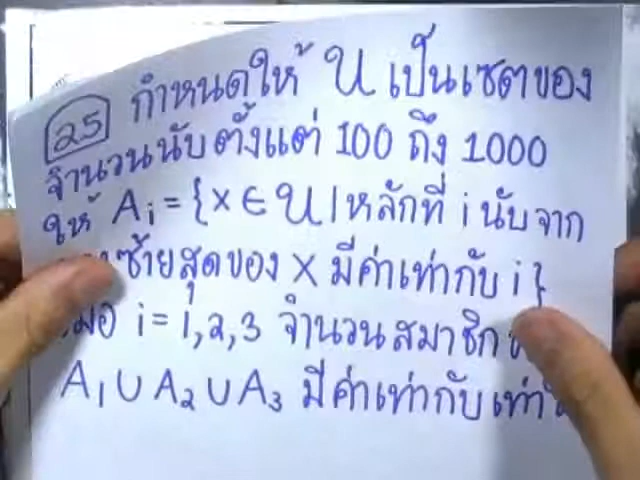 25 กำหนดให้ U เป็นเซตของ
จำนวนนับตั้งแต่ 100 ถึง 1000
ให้ Aᵢ = {x ∈ U | หลักที่ i นับจาก
ซ้ายสุดของ x มีค่าเท่ากับ i}
i = 1, 2, 3 จำนวนสมาชิก
A₁ ∪ A₂ ∪ A₃ มีค่าเท่ากับเท่า